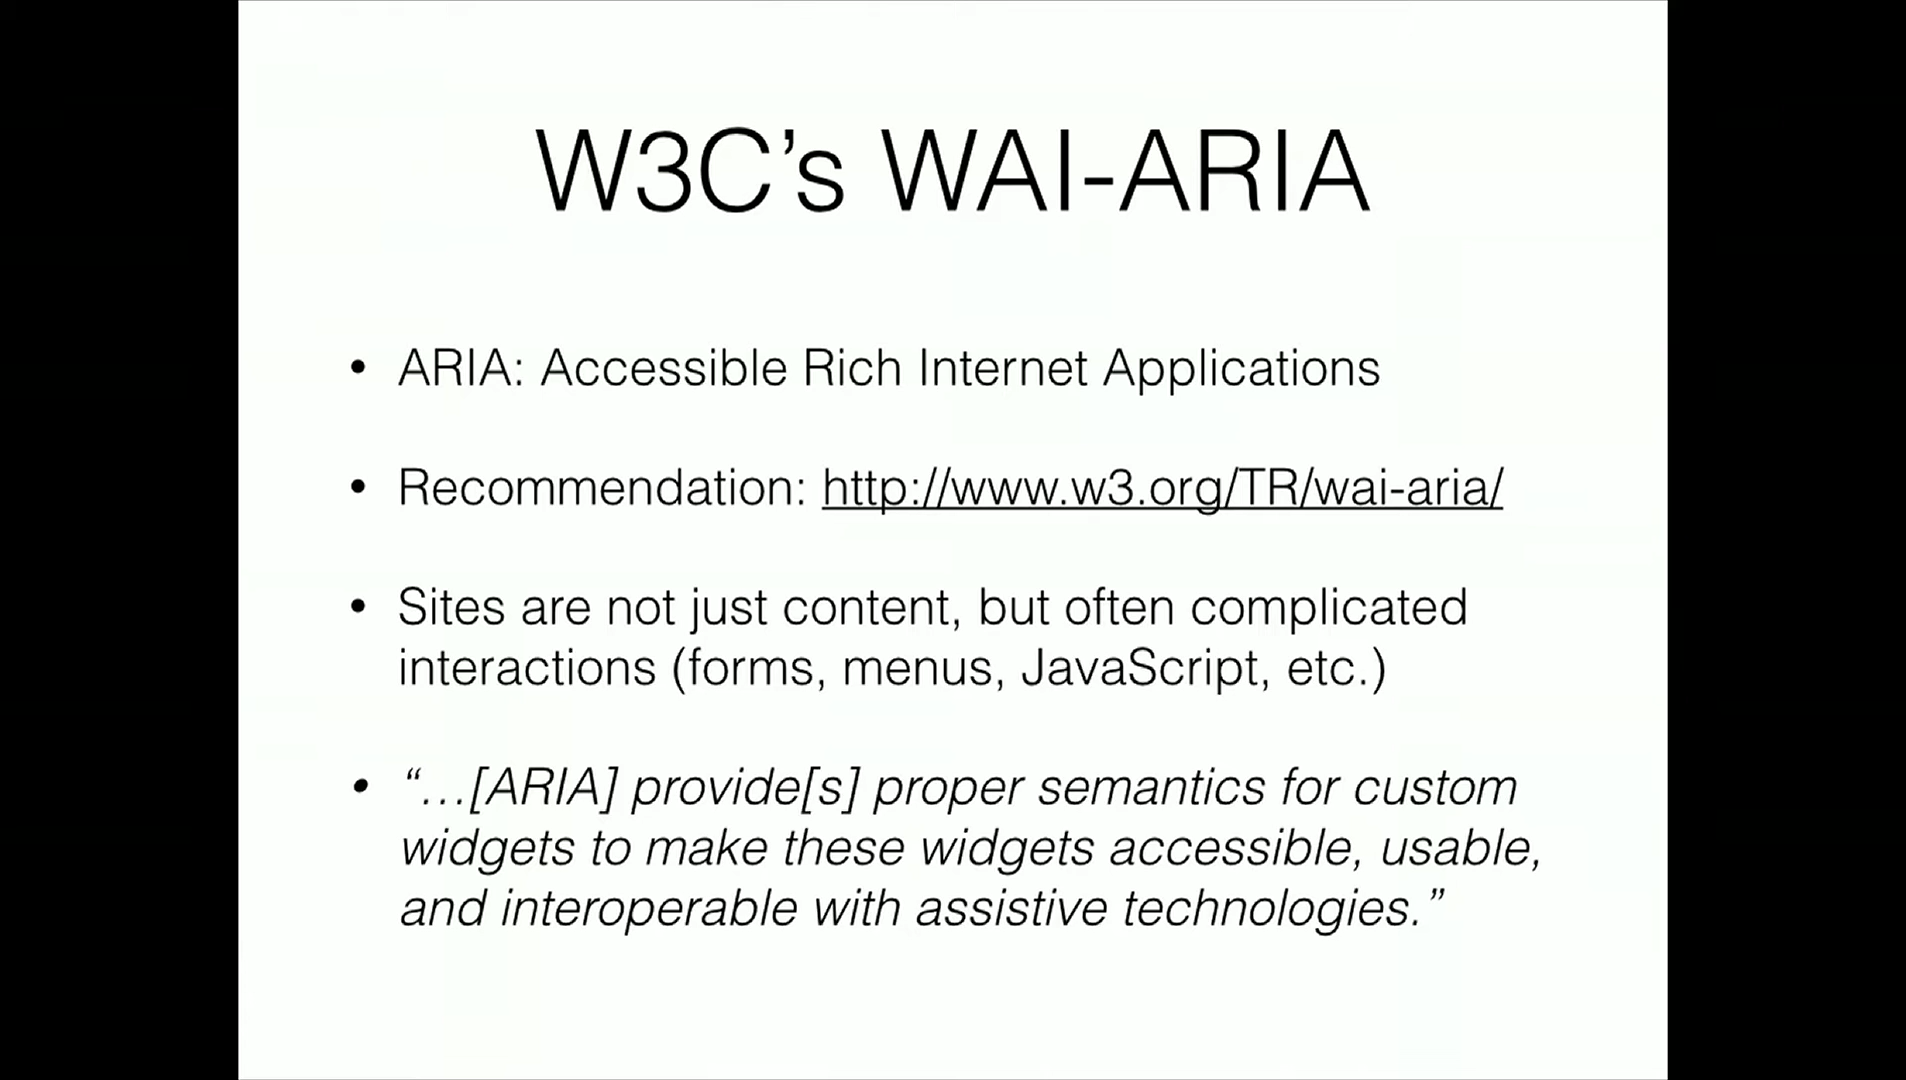 W3C’s WAI-ARIA
• ARIA: Accessible Rich Internet Applications
• Recommendation: http://www.w3.org/TR/wai-aria/
• Sites are not just content, but often complicated
interactions (forms, menus, JavaScript, etc.)
• “…[ARIA] provide[s] proper semantics for custom
widgets to make these widgets accessible, usable,
and interoperable with assistive technologies.”